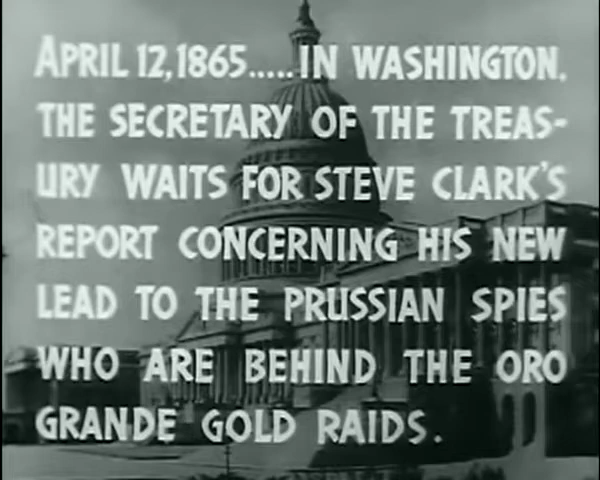 APRIL 12, 1865..... IN WASHINGTON,
THE SECRETARY OF THE TREAS-
URY WAITS FOR STEVE CLARK'S
REPORT CONCERNING HIS NEW
LEAD TO THE PRUSSIAN SPIES
WHO ARE BEHIND THE ORO
GRANDE GOLD RAIDS.